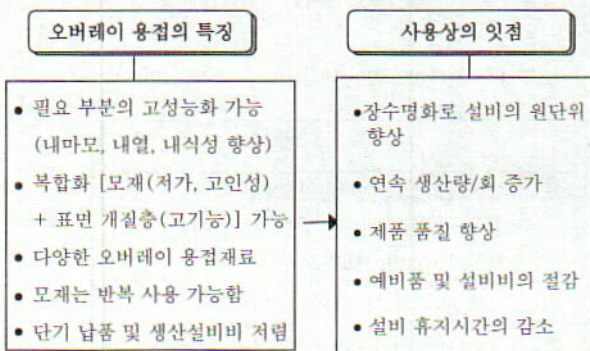 오버레이 용접의 특징
• 필요 부분의 고성능화 가능
(내마모, 내열, 내식성 향상)
• 복합화 [모재(저가, 고인성)
+ 표면 개질층(고기능)] 가능
• 다양한 오버레이 용접재료
• 모재는 반복 사용 가능함
• 단기 납품 및 생산설비비 저렴
사용상의 잇점
•장수명화로 설비의 원단위
향상
• 연속 생산량/회 증가
• 제품 품질 향상
• 예비품 및 설비비의 절감
• 설비 휴지시간의 감소